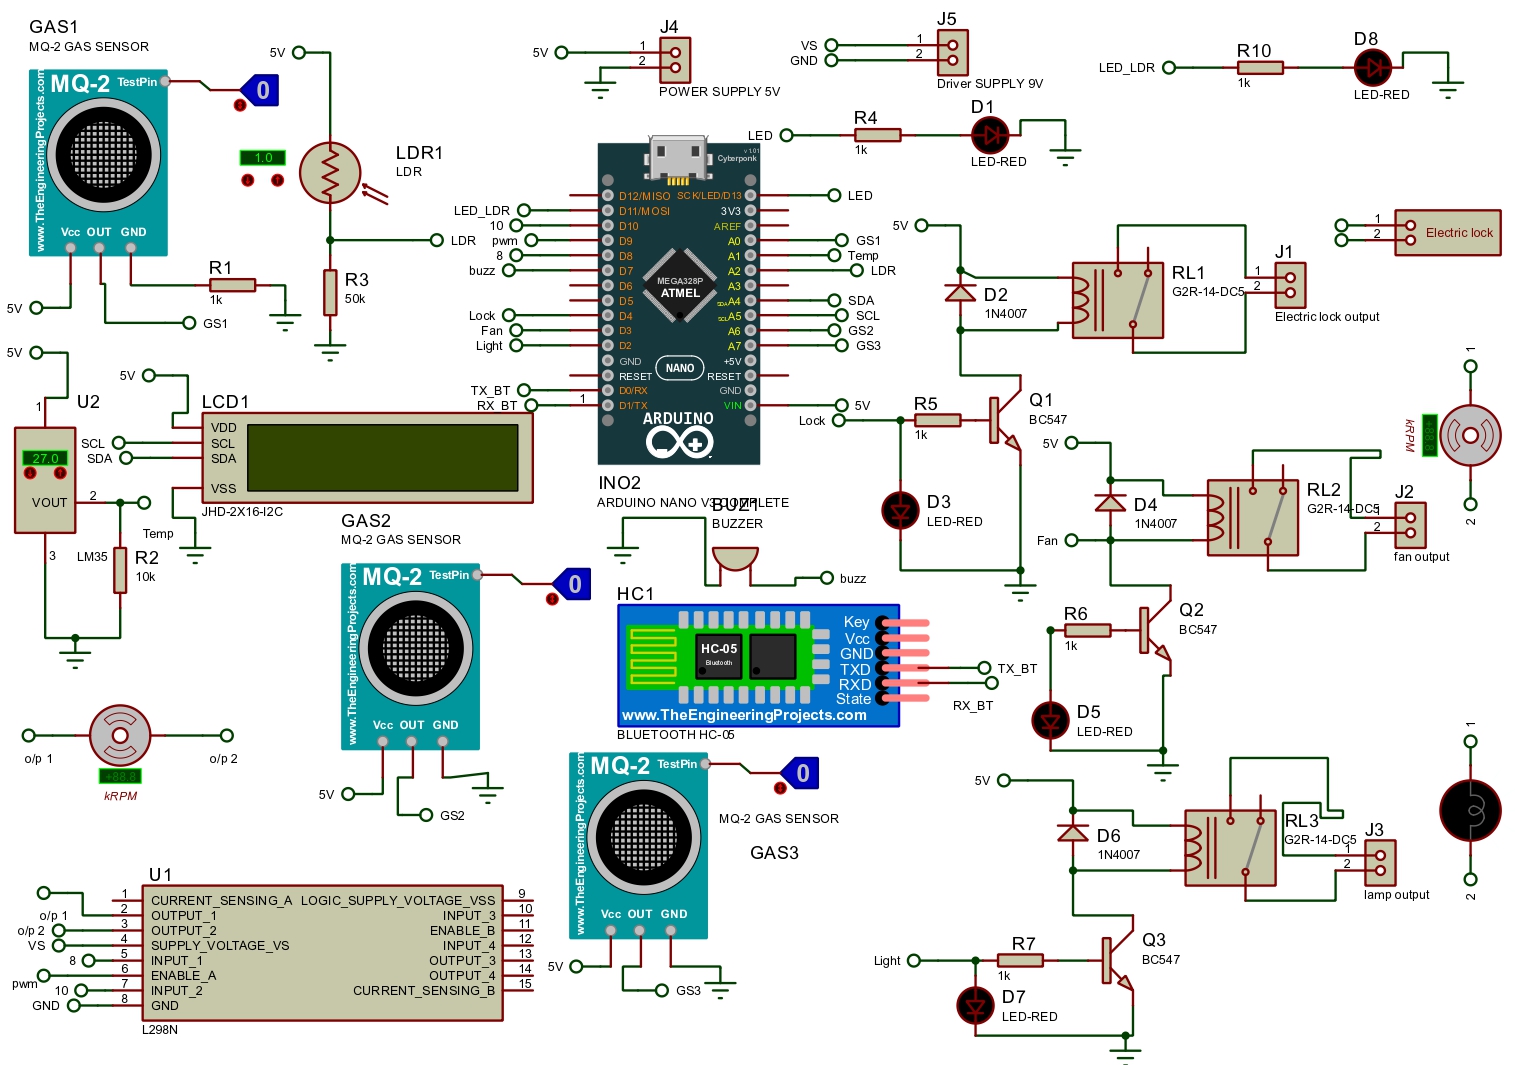 GAS1
MQ-2 GAS SENSOR
MQ-2
TestPin
0
www.TheEngineeringProjects.com
Vcc OUT GND
5V
R1
1k
GS1
5V
1.0
LDR1
LDR
LDR
R3
50k
5V
J4
1
2
POWER SUPPLY 5V
VS
GND
J5
1
2
Driver SUPPLY 9V
LED_LDR
R10
1k
D8
LED-RED
LED
R4
1k
D1
LED-RED
v 1.01
Cyberponk
D12/MISO SCK/LED/D13 LED
LED_LDR D11/MOSI 3V3
10 D10 AREF
pwm D9 A0 GS1
8 D8 A1 Temp
buzz D7 A2 LDR
D6 A3
D5 SDA A4 SDA
Lock D4 SCL A5 SCL
Fan D3 A6 GS2
Light D2 A7 GS3
GND +5V
RESET RESET
TX_BT D0/RX GND
RX_BT 1 D1/TX VIN 5V
MEGA328P
ATMEL
NANO
ARDUINO
INO2
ARDUINO NANO V3 COMPLETE
5V
D2
1N4007
RL1
G2R-14-DC5
J1
1
2
Electric lock output
1
2
Electric lock
Lock
R5
1k
Q1
BC547
D3
LED-RED
5V
U2
1
27.0
VOUT
2
3
Temp
LM35
R2
10k
5V
LCD1
VDD
SCL SCL
SDA SDA
VSS
JHD-2X16-I2C
GAS2
MQ-2 GAS SENSOR
MQ-2
TestPin
0
www.TheEngineeringProjects.com
Vcc OUT GND
5V
GS2
BUZ1
BUZZER
buzz
HC1
HC-05
Bluetooth
Key
Vcc
GND
TXD
RXD
State
TX_BT
RX_BT
www.TheEngineeringProjects.com
BLUETOOTH HC-05
5V
Fan
D4
1N4007
RL2
G2R-14-DC5
J2
1
2
fan output
R6
1k
Q2
BC547
D5
LED-RED
1
kRPM
2
o/p 1
o/p 2
+88.8
kRPM
MQ-2
TestPin
0
www.TheEngineeringProjects.com
MQ-2 GAS SENSOR
GAS3
Vcc OUT GND
5V
GS3
5V
D6
1N4007
RL3
G2R-14-DC5
J3
1
2
lamp output
1
2
Light
R7
1k
Q3
BC547
D7
LED-RED
U1
1 CURRENT_SENSING_A LOGIC_SUPPLY_VOLTAGE_VSS 9
o/p 1 2 OUTPUT_1 INPUT_3 10
o/p 2 3 OUTPUT_2 ENABLE_B 11
VS 4 SUPPLY_VOLTAGE_VS INPUT_4 12
8 5 INPUT_1 OUTPUT_3 13
pwm 6 ENABLE_A OUTPUT_4 14
10 7 INPUT_2 CURRENT_SENSING_B 15
GND 8 GND
L298N